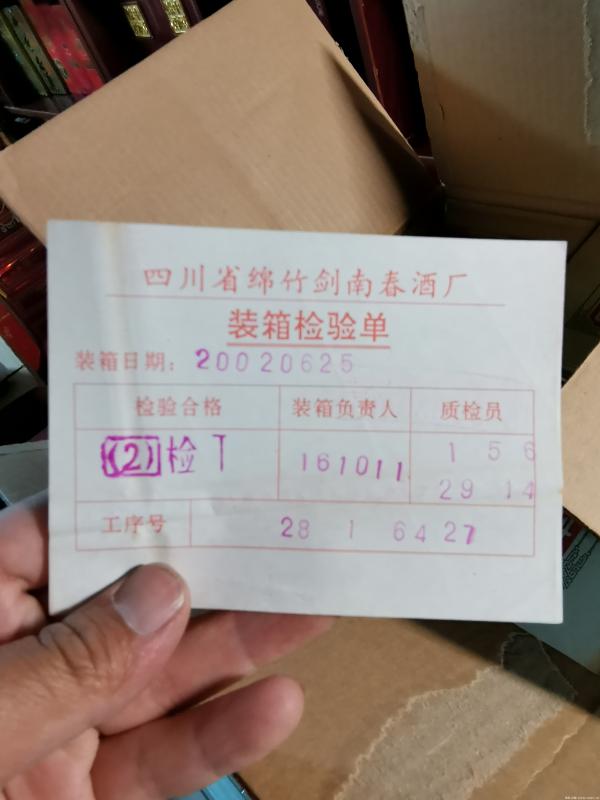 四川省绵竹剑南春酒厂
装箱检验单
装箱日期: 20020625
检验合格 装箱负责人 质检员
(2) 检 T 161011 1 5 6
29 14
工序号 28 1 64 27